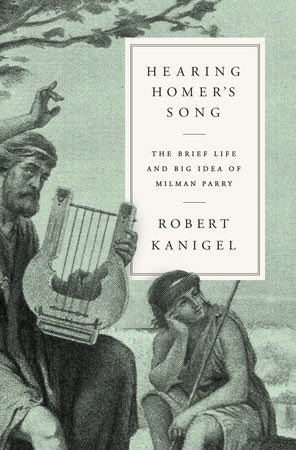 HEARING
HOMER'S
SONG
THE BRIEF LIFE
AND BIG IDEA OF
MILMAN PARRY
ROBERT
KANIGEL